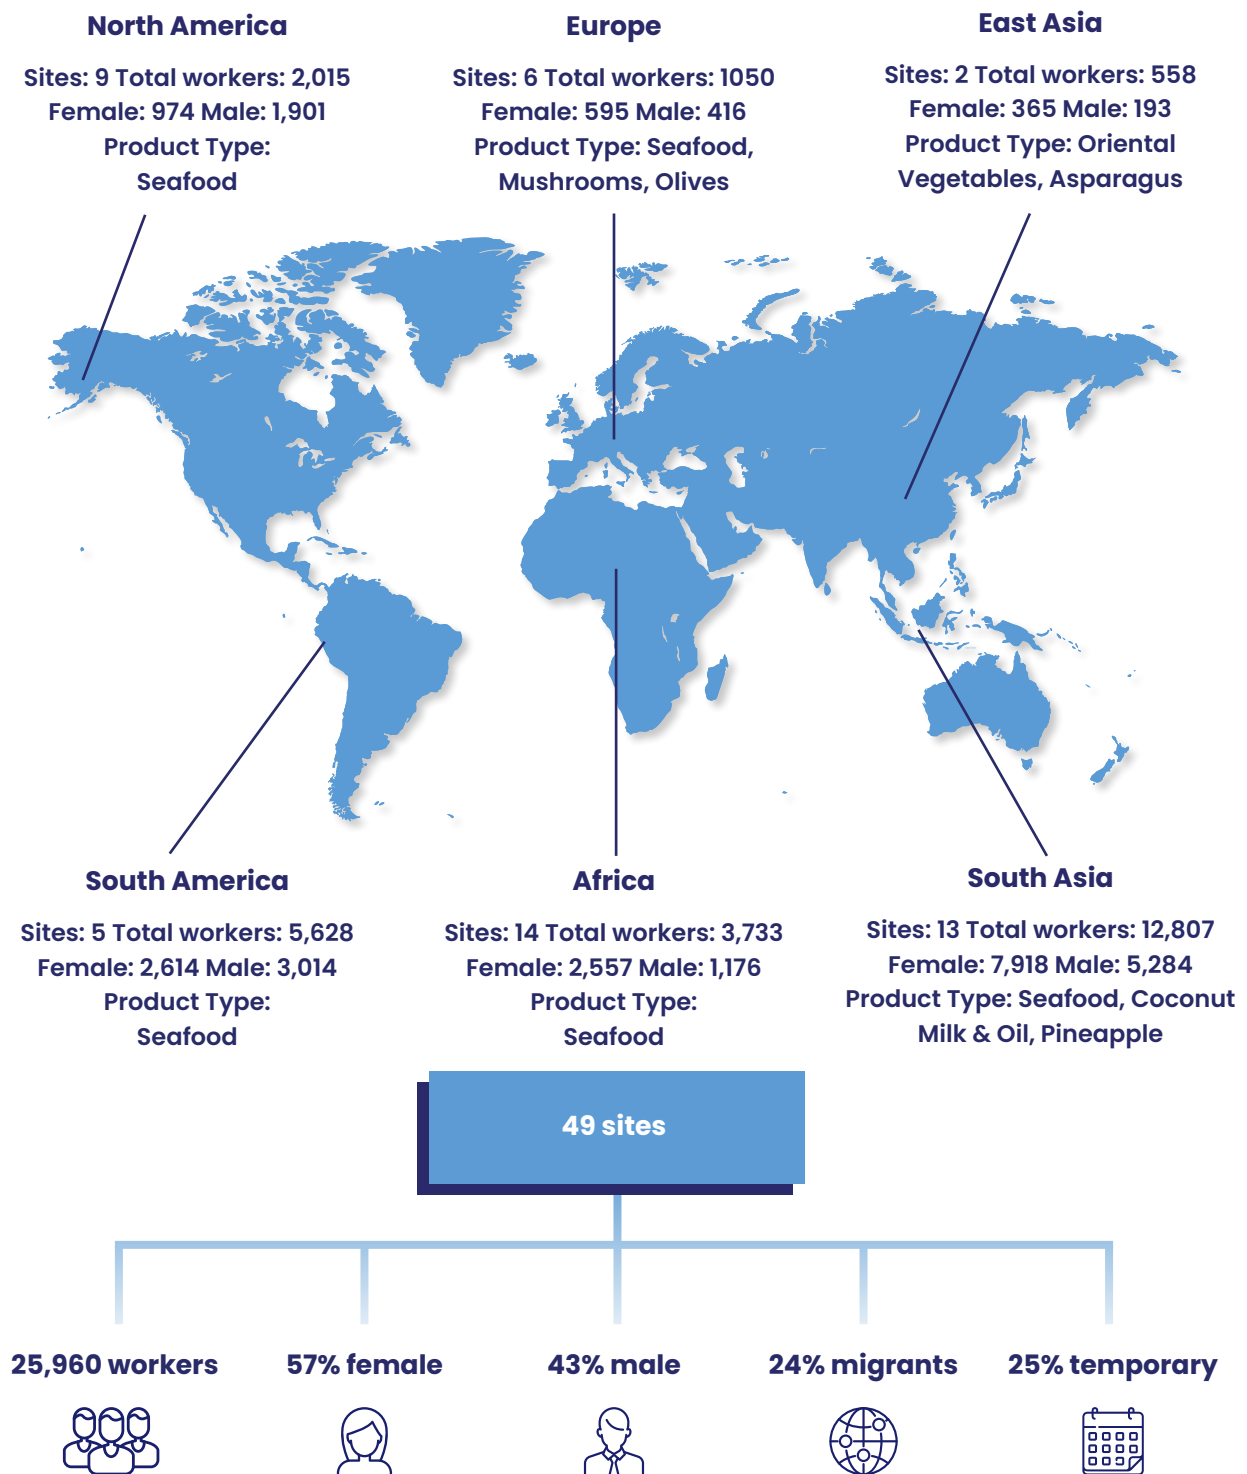 North America
Sites: 9 Total workers: 2,015
Female: 974 Male: 1,901
Product Type:
Seafood
Europe
Sites: 6 Total workers: 1050
Female: 595 Male: 416
Product Type: Seafood,
Mushrooms, Olives
East Asia
Sites: 2 Total workers: 558
Female: 365 Male: 193
Product Type: Oriental
Vegetables, Asparagus
South America
Sites: 5 Total workers: 5,628
Female: 2,614 Male: 3,014
Product Type:
Seafood
Africa
Sites: 14 Total workers: 3,733
Female: 2,557 Male: 1,176
Product Type:
Seafood
South Asia
Sites: 13 Total workers: 12,807
Female: 7,918 Male: 5,284
Product Type: Seafood, Coconut
Milk & Oil, Pineapple
49 sites
25,960 workers
57% female
43% male
24% migrants
25% temporary